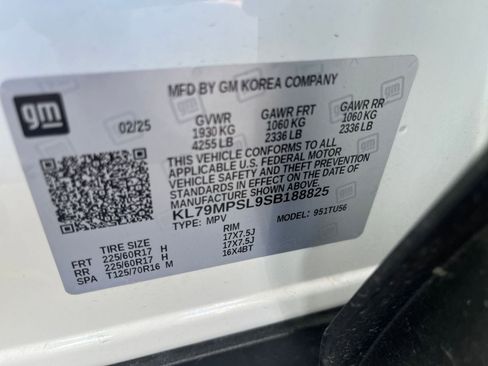 MFD BY GM KOREA COMPANY
gm
02/25 GVWR GAWR FRT GAWR RR
1930 KG 1060 KG 1060 KG
4255 LB 2336 LB 2336 LB
THIS VEHICLE CONFORMS TO ALL
APPLICABLE U.S. FEDERAL MOTOR
VEHICLE SAFETY AND THEFT PREVENTION
STANDARDS IN EFFECT ON THE DATE OF
MANUFACTURE SHOWN ABOVE.
KL79MPSL9SB188825
TYPE: MPV MODEL: 951TU56
TIRE SIZE RIM
FRT 225/60R17 H 17X7.5J
RR 225/60R17 H 17X7.5J
SPA T125/70R16 M 16X4BT